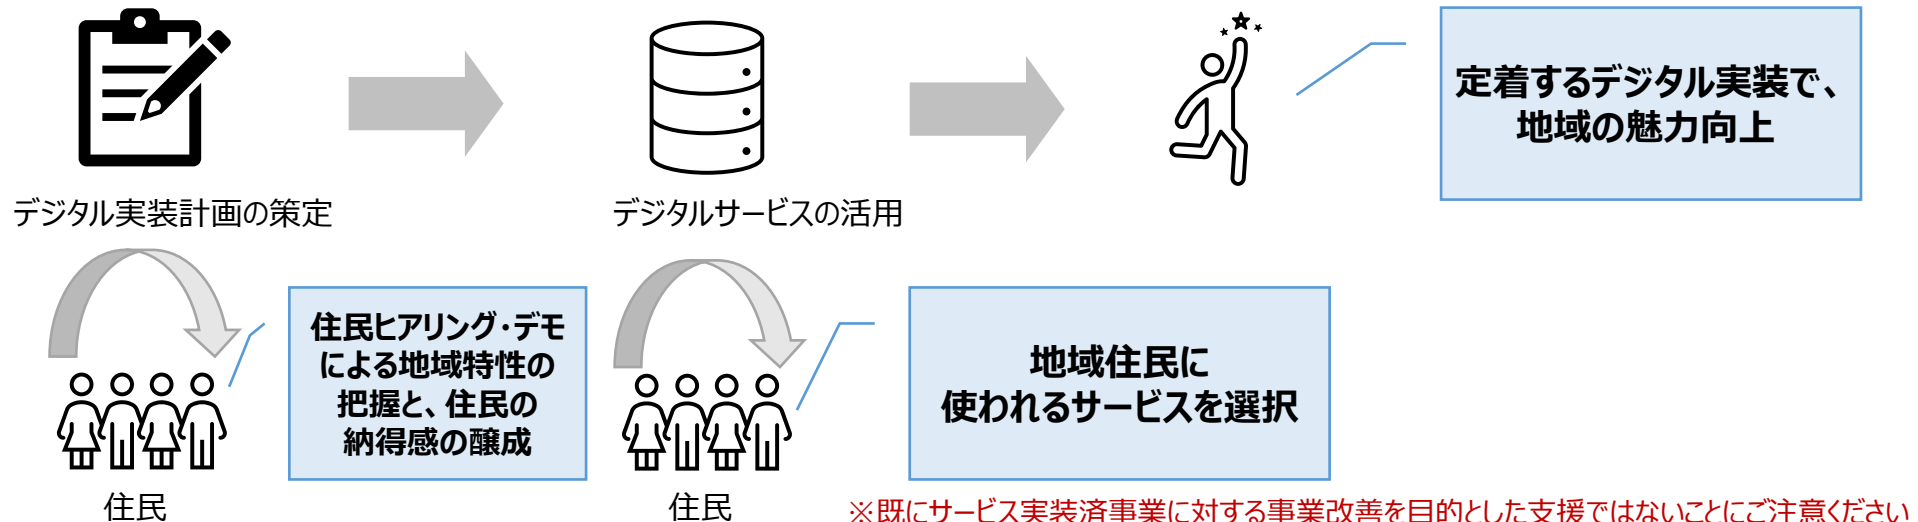 定着するデジタル実装で、
地域の魅力向上
デジタル実装計画の策定
デジタルサービスの活用
住民ヒアリング・デモ
による地域特性の
把握と、住民の
納得感の醸成
地域住民に
使われるサービスを選択
住民
住民
※既にサービス実装済事業に対する事業改善を目的とした支援ではないことにご注意ください